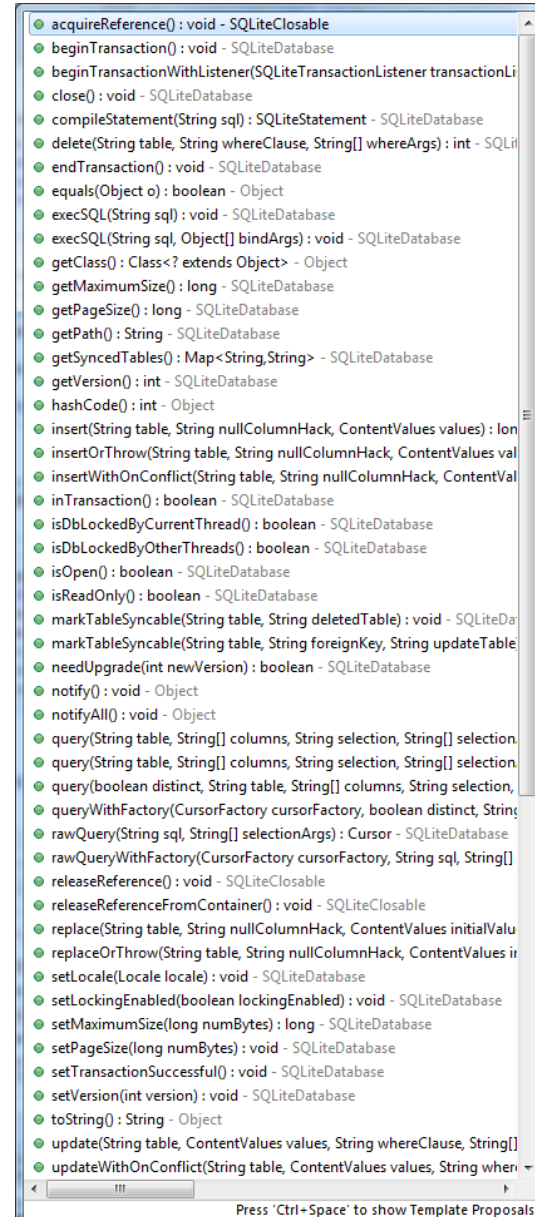 acquireReference() : void - SQLiteClosable
beginTransaction() : void - SQLiteDatabase
beginTransactionWithListener(SQLiteTransactionListener transactionLi
close() : void - SQLiteDatabase
compileStatement(String sql) : SQLiteStatement - SQLiteDatabase
delete(String table, String whereClause, String[] whereArgs) : int - SQLit
endTransaction() : void - SQLiteDatabase
equals(Object o) : boolean - Object
execSQL(String sql) : void - SQLiteDatabase
execSQL(String sql, Object[] bindArgs) : void - SQLiteDatabase
getClass() : Class<? extends Object> - Object
getMaximumSize() : long - SQLiteDatabase
getPageSize() : long - SQLiteDatabase
getPath() : String - SQLiteDatabase
getSyncedTables() : Map<String,String> - SQLiteDatabase
getVersion() : int - SQLiteDatabase
hashCode() : int - Object
insert(String table, String nullColumnHack, ContentValues values) : lon
insertOrThrow(String table, String nullColumnHack, ContentValues val
insertWithOnConflict(String table, String nullColumnHack, ContentVal
inTransaction() : boolean - SQLiteDatabase
isDbLockedByCurrentThread() : boolean - SQLiteDatabase
isDbLockedByOtherThreads() : boolean - SQLiteDatabase
isOpen() : boolean - SQLiteDatabase
isReadOnly() : boolean - SQLiteDatabase
markTableSyncable(String table, String deletedTable) : void - SQLiteDa
markTableSyncable(String table, String foreignKey, String updateTable)
needUpgrade(int newVersion) : boolean - SQLiteDatabase
notify() : void - Object
notifyAll() : void - Object
query(String table, String[] columns, String selection, String[] selection
query(String table, String[] columns, String selection, String[] selection
query(boolean distinct, String table, String[] columns, String selection,
queryWithFactory(CursorFactory cursorFactory, boolean distinct, String
rawQuery(String sql, String[] selectionArgs) : Cursor - SQLiteDatabase
rawQueryWithFactory(CursorFactory cursorFactory, String sql, String[]
releaseReference() : void - SQLiteClosable
releaseReferenceFromContainer() : void - SQLiteClosable
replace(String table, String nullColumnHack, ContentValues initialValu
replaceOrThrow(String table, String nullColumnHack, ContentValues in
setLocale(Locale locale) : void - SQLiteDatabase
setLockingEnabled(boolean lockingEnabled) : void - SQLiteDatabase
setMaximumSize(long numBytes) : long - SQLiteDatabase
setPageSize(long numBytes) : void - SQLiteDatabase
setTransactionSuccessful() : void - SQLiteDatabase
setVersion(int version) : void - SQLiteDatabase
toString() : String - Object
update(String table, ContentValues values, String whereClause, String[]
updateWithOnConflict(String table, ContentValues values, String where
Press 'Ctrl+Space' to show Template Proposals